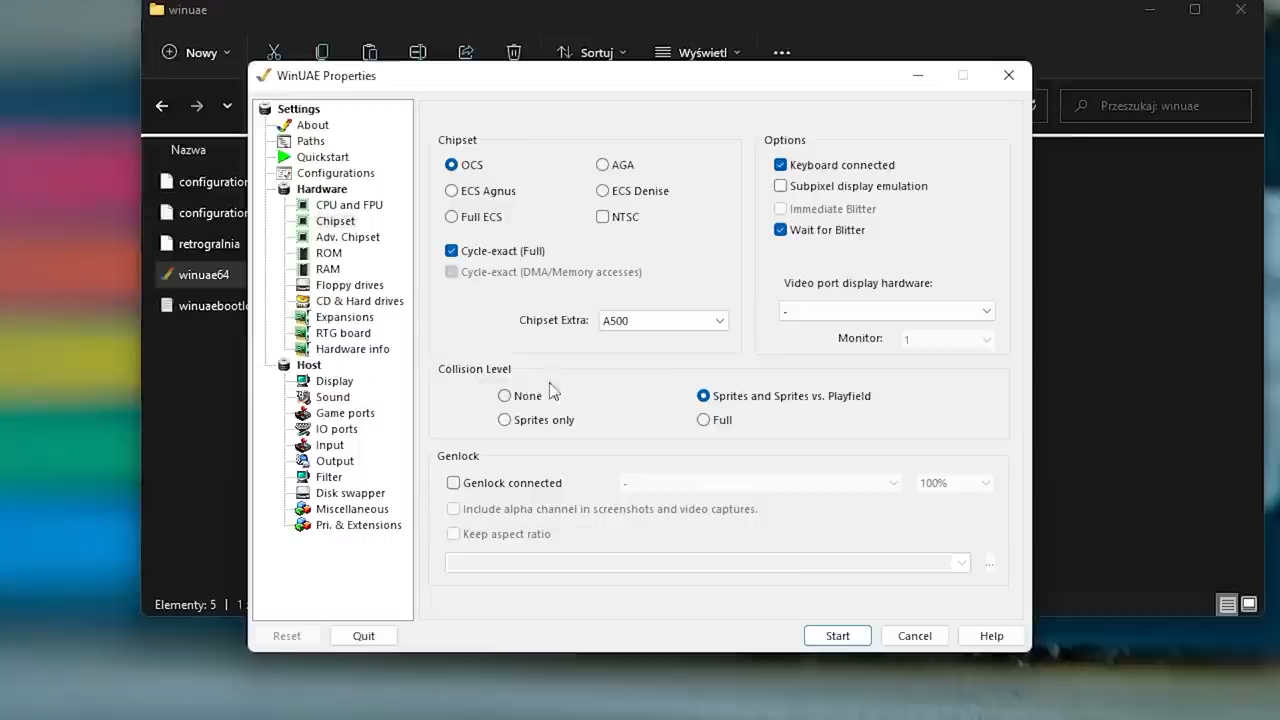 winuae
Nowy
Sortuj
Wyświetl
WinUAE Properties
Przeszukaj: winuae
Nazwa
configuration
configuration
retrogralnia
winuae64
winuaebootlo
Elementy: 5
Settings
About
Paths
Quickstart
Configurations
Hardware
CPU and FPU
Chipset
Adv. Chipset
ROM
RAM
Floppy drives
CD & Hard drives
Expansions
RTG board
Hardware info
Host
Display
Sound
Game ports
IO ports
Input
Output
Filter
Disk swapper
Miscellaneous
Pri. & Extensions
Chipset
OCS
AGA
ECS Agnus
ECS Denise
Full ECS
NTSC
Cycle-exact (Full)
Cycle-exact (DMA/Memory accesses)
Chipset Extra: A500
Options
Keyboard connected
Subpixel display emulation
Immediate Blitter
Wait for Blitter
Video port display hardware:
-
Monitor: 1
Collision Level
None
Sprites and Sprites vs. Playfield
Sprites only
Full
Genlock
Genlock connected
-
100%
Include alpha channel in screenshots and video captures.
Keep aspect ratio
...
Reset
Quit
Start
Cancel
Help